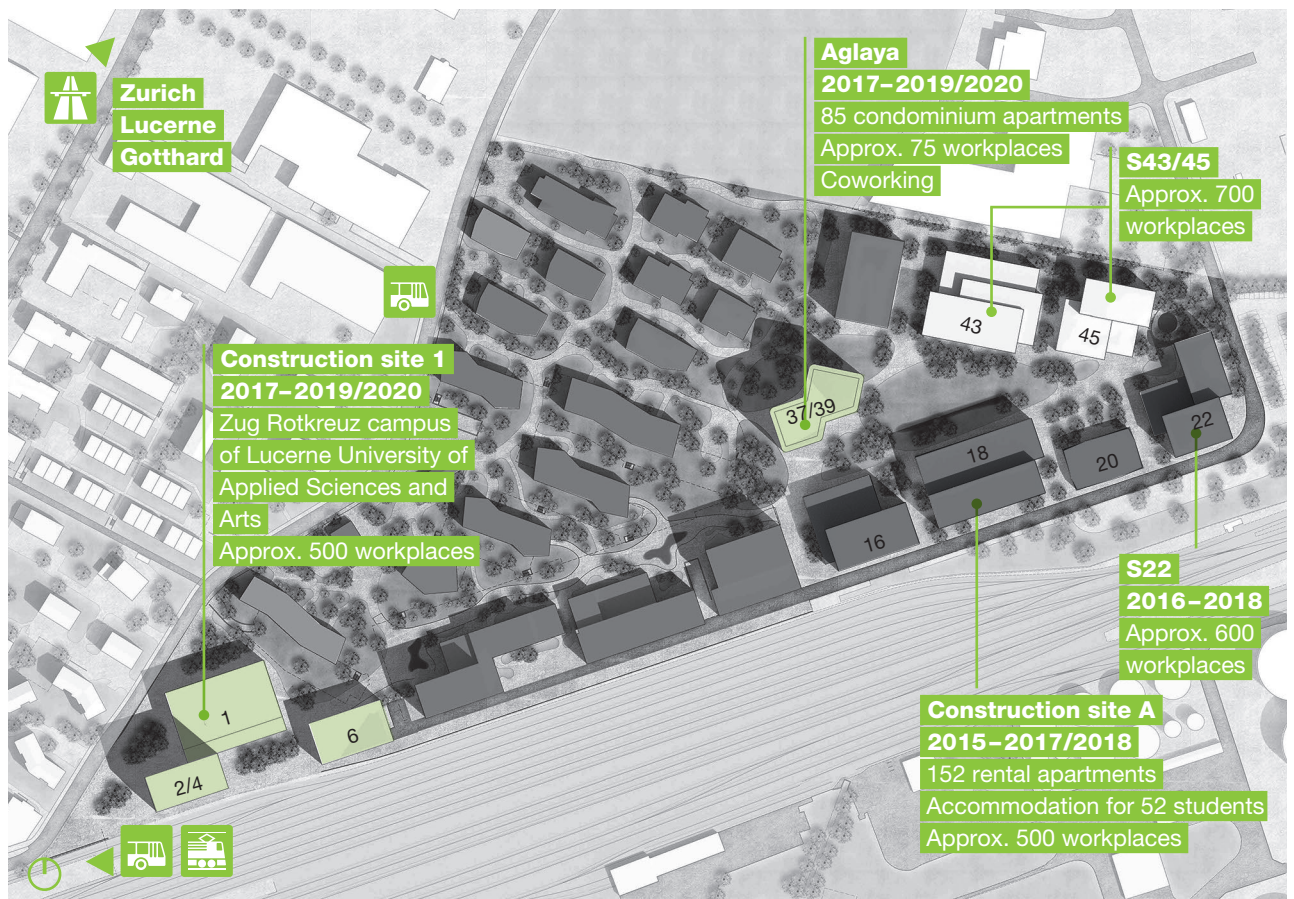 Zurich
Lucerne
Gotthard
Aglaya
2017–2019/2020
85 condominium apartments
Approx. 75 workplaces
Coworking
S43/45
Approx. 700
workplaces
43
45
Construction site 1
2017–2019/2020
Zug Rotkreuz campus
of Lucerne University of
Applied Sciences and
Arts
Approx. 500 workplaces
37/39
22
18
20
16
S22
2016–2018
Approx. 600
workplaces
1
6
2/4
Construction site A
2015–2017/2018
152 rental apartments
Accommodation for 52 students
Approx. 500 workplaces